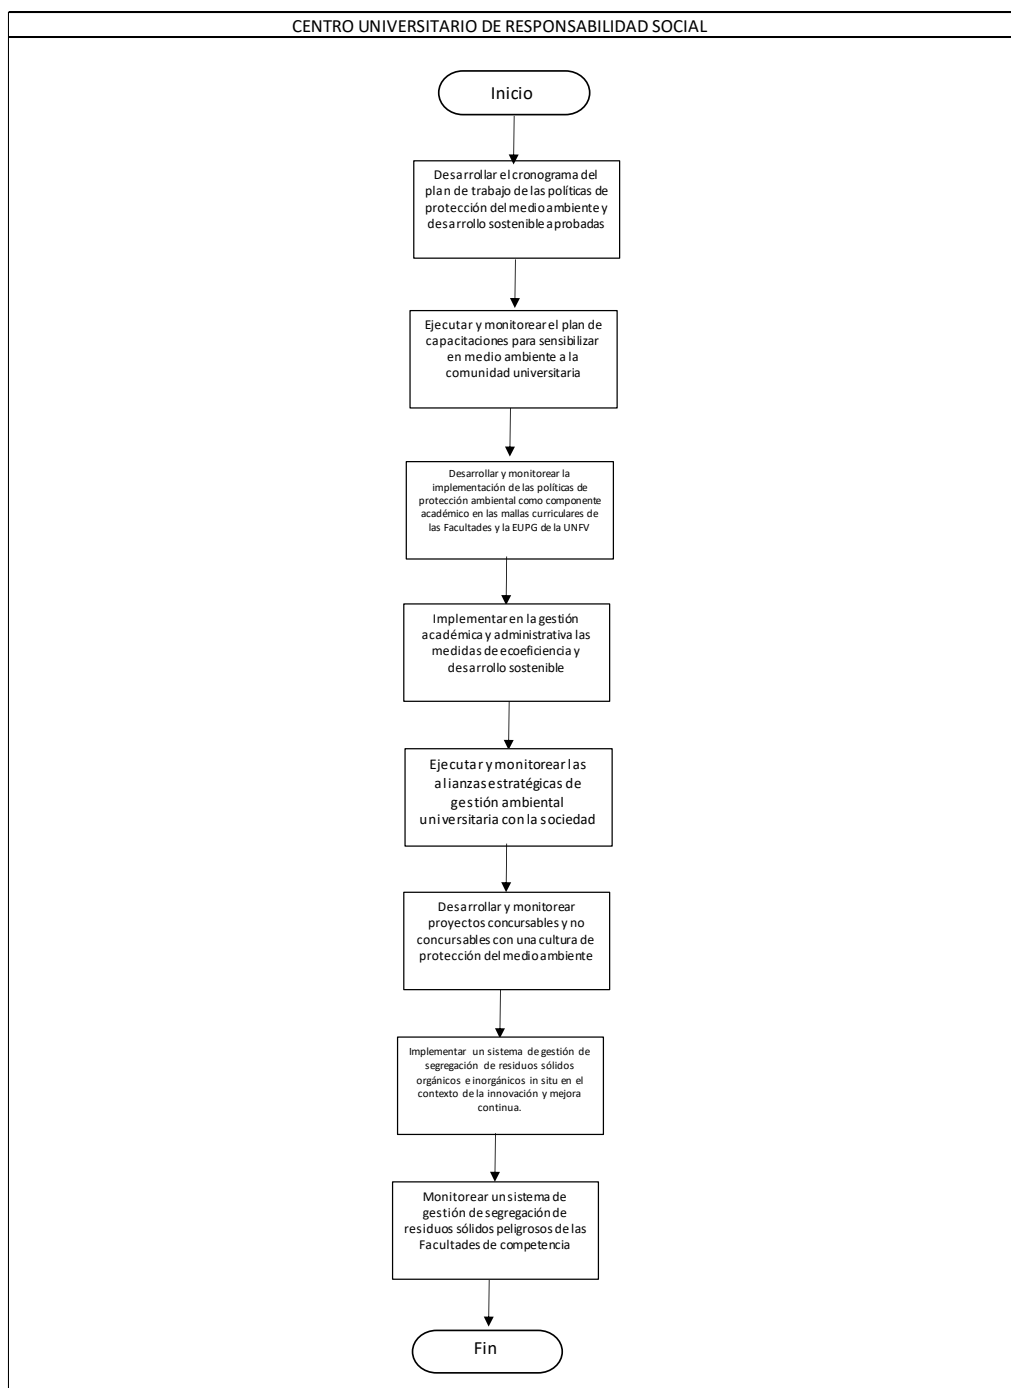 CENTRO UNIVERSITARIO DE RESPONSABILIDAD SOCIAL
Inicio
Desarrollar el cronograma del
plan de trabajo de las políticas de
protección del medio ambiente y
desarrollo sostenible aprobadas
Ejecutar y monitorear el plan de
capacitaciones para sensibilizar
en medio ambiente a la
comunidad universitaria
Desarrollar y monitorear la
implementación de las políticas de
protección ambiental como componente
académico en las mallas curriculares de
las Facultades y la EUPG de la UNFV
Implementar en la gestión
académica y administrativa las
medidas de ecoeficiencia y
desarrollo sostenible
Ejecutar y monitorear las
alianzas estratégicas de
gestión ambiental
universitaria con la sociedad
Desarrollar y monitorear
proyectos concursables y no
concursables con una cultura de
protección del medio ambiente
Implementar un sistema de gestión de
segregación de residuos sólidos
orgánicos e inorgánicos in situ en el
contexto de la innovación y mejora
continua.
Monitorear un sistema de
gestión de segregación de
residuos sólidos peligrosos de las
Facultades de competencia
Fin